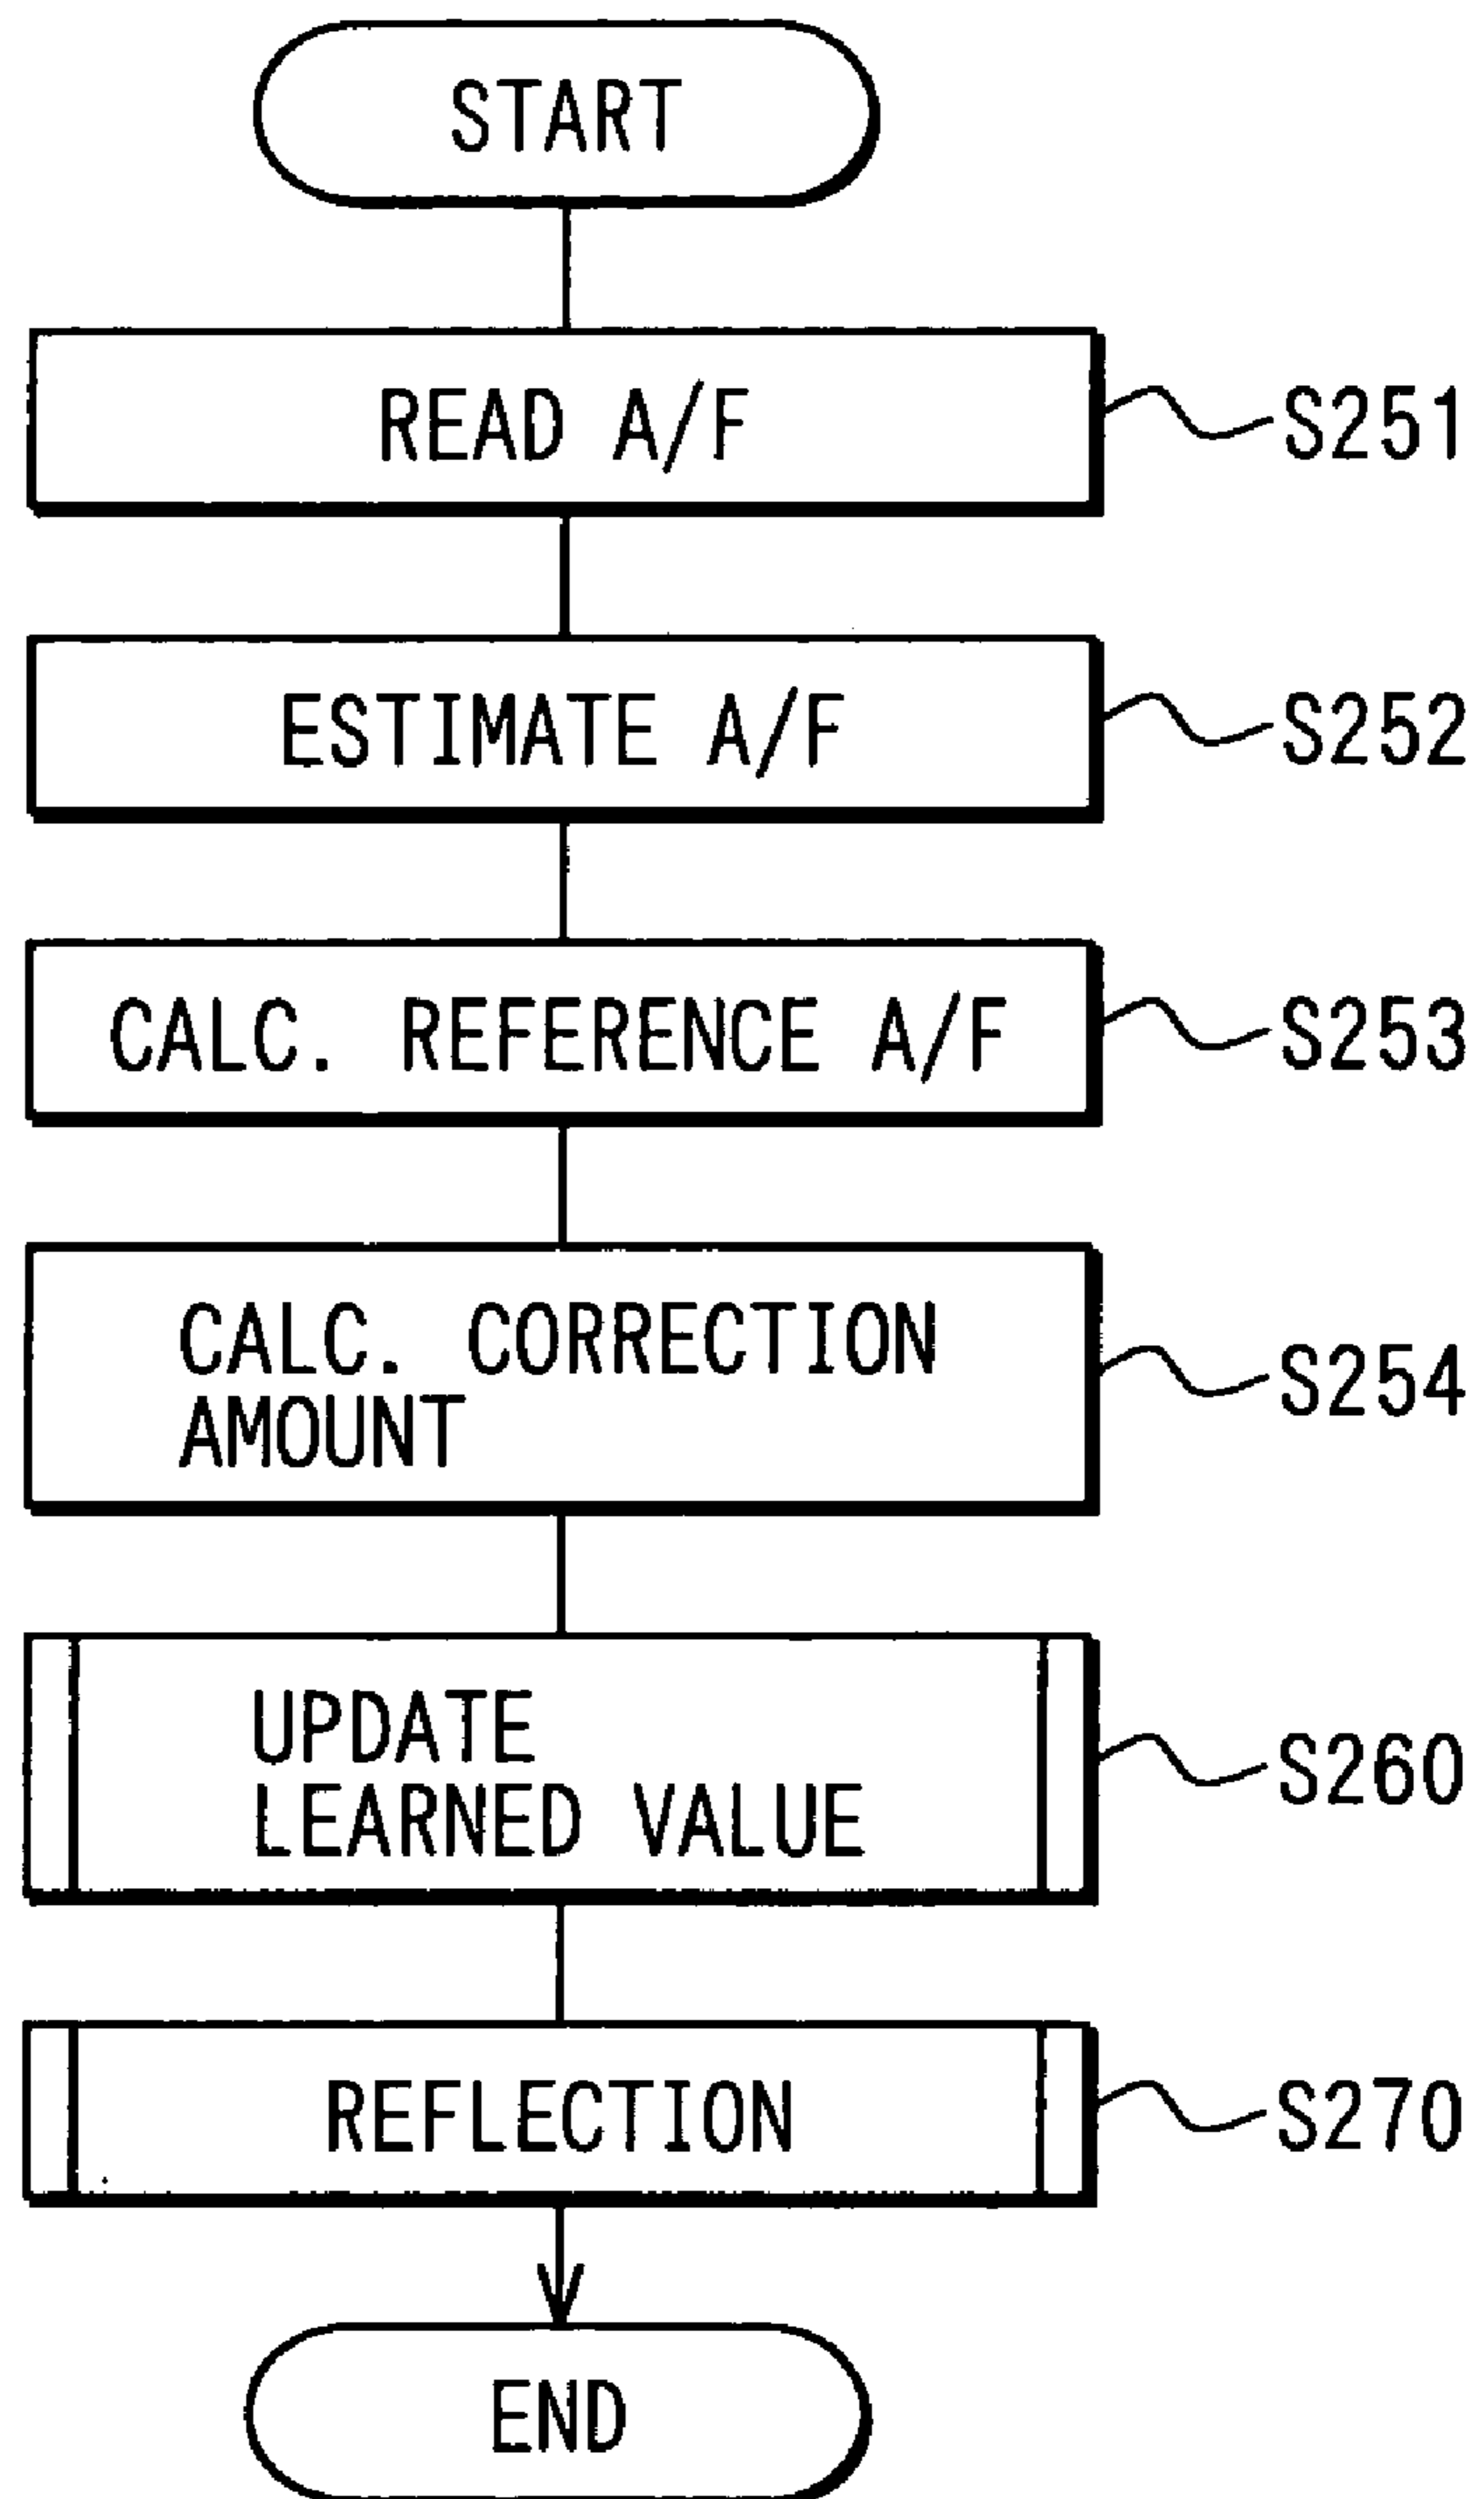 START
READ A/F
S251
ESTIMATE A/F
S252
CALC. REFERENCE A/F
S253
CALC. CORRECTION
AMOUNT
S254
UPDATE
LEARNED VALUE
S260
REFLECTION
S270
END